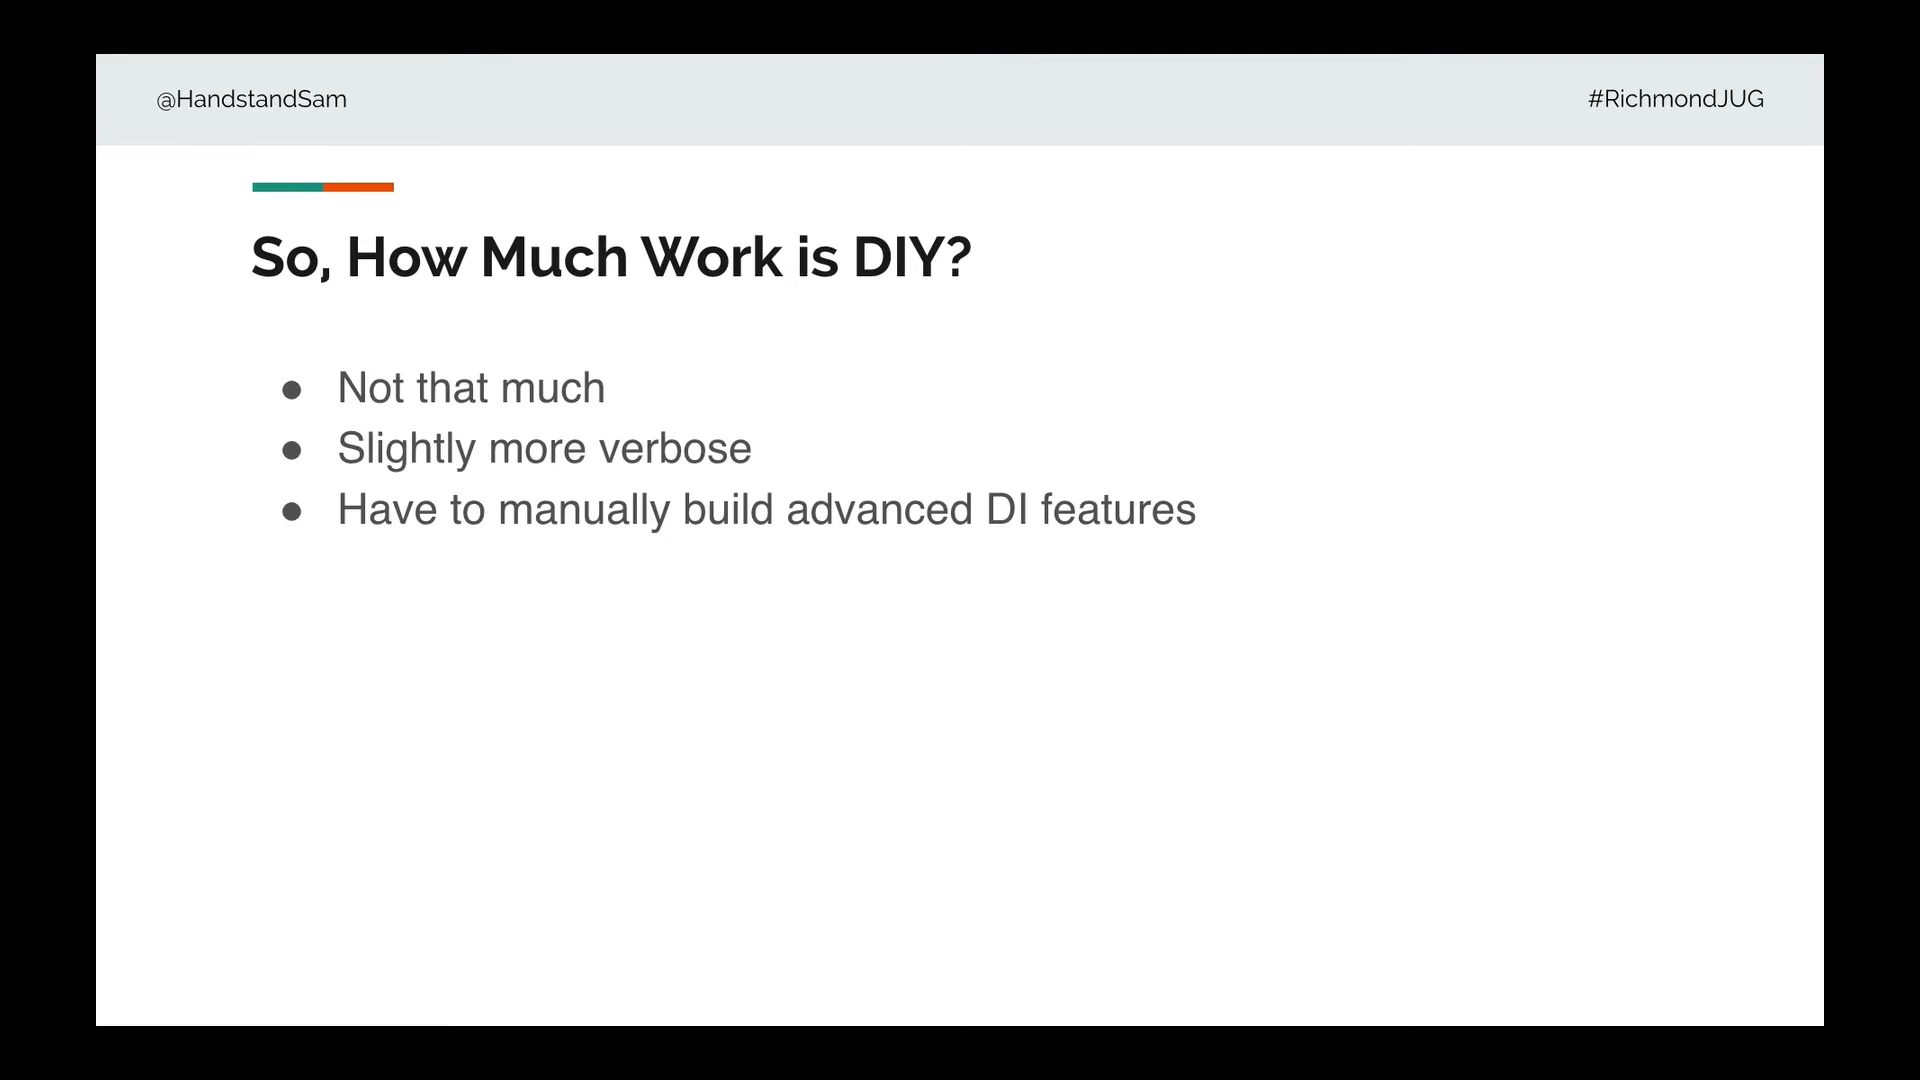 @HandstandSam
#RichmondJUG
So, How Much Work is DIY?
● Not that much
● Slightly more verbose
● Have to manually build advanced DI features